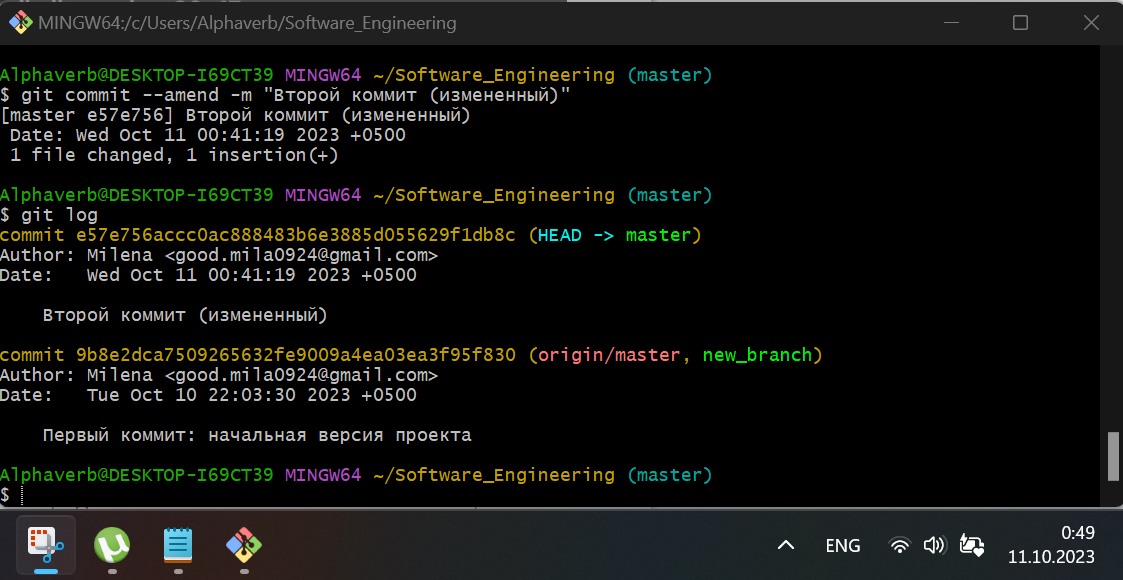 MINGW64:/c/Users/Alphaverb/Software_Engineering
Alphaverb@DESKTOP-I69CT39 MINGW64 ~/Software_Engineering (master)
$ git commit --amend -m "Второй коммит (измененный)"
[master e57e756] Второй коммит (измененный)
 Date: Wed Oct 11 00:41:19 2023 +0500
 1 file changed, 1 insertion(+)
Alphaverb@DESKTOP-I69CT39 MINGW64 ~/Software_Engineering (master)
$ git log
commit e57e756accc0ac888483b6e3885d055629f1db8c (HEAD -> master)
Author: Milena <good.mila0924@gmail.com>
Date:   Wed Oct 11 00:41:19 2023 +0500
    Второй коммит (измененный)
commit 9b8e2dca7509265632fe9009a4ea03ea3f95f830 (origin/master, new_branch)
Author: Milena <good.mila0924@gmail.com>
Date:   Tue Oct 10 22:03:30 2023 +0500
    Первый коммит: начальная версия проекта
Alphaverb@DESKTOP-I69CT39 MINGW64 ~/Software_Engineering (master)
$
ENG
0:49
11.10.2023